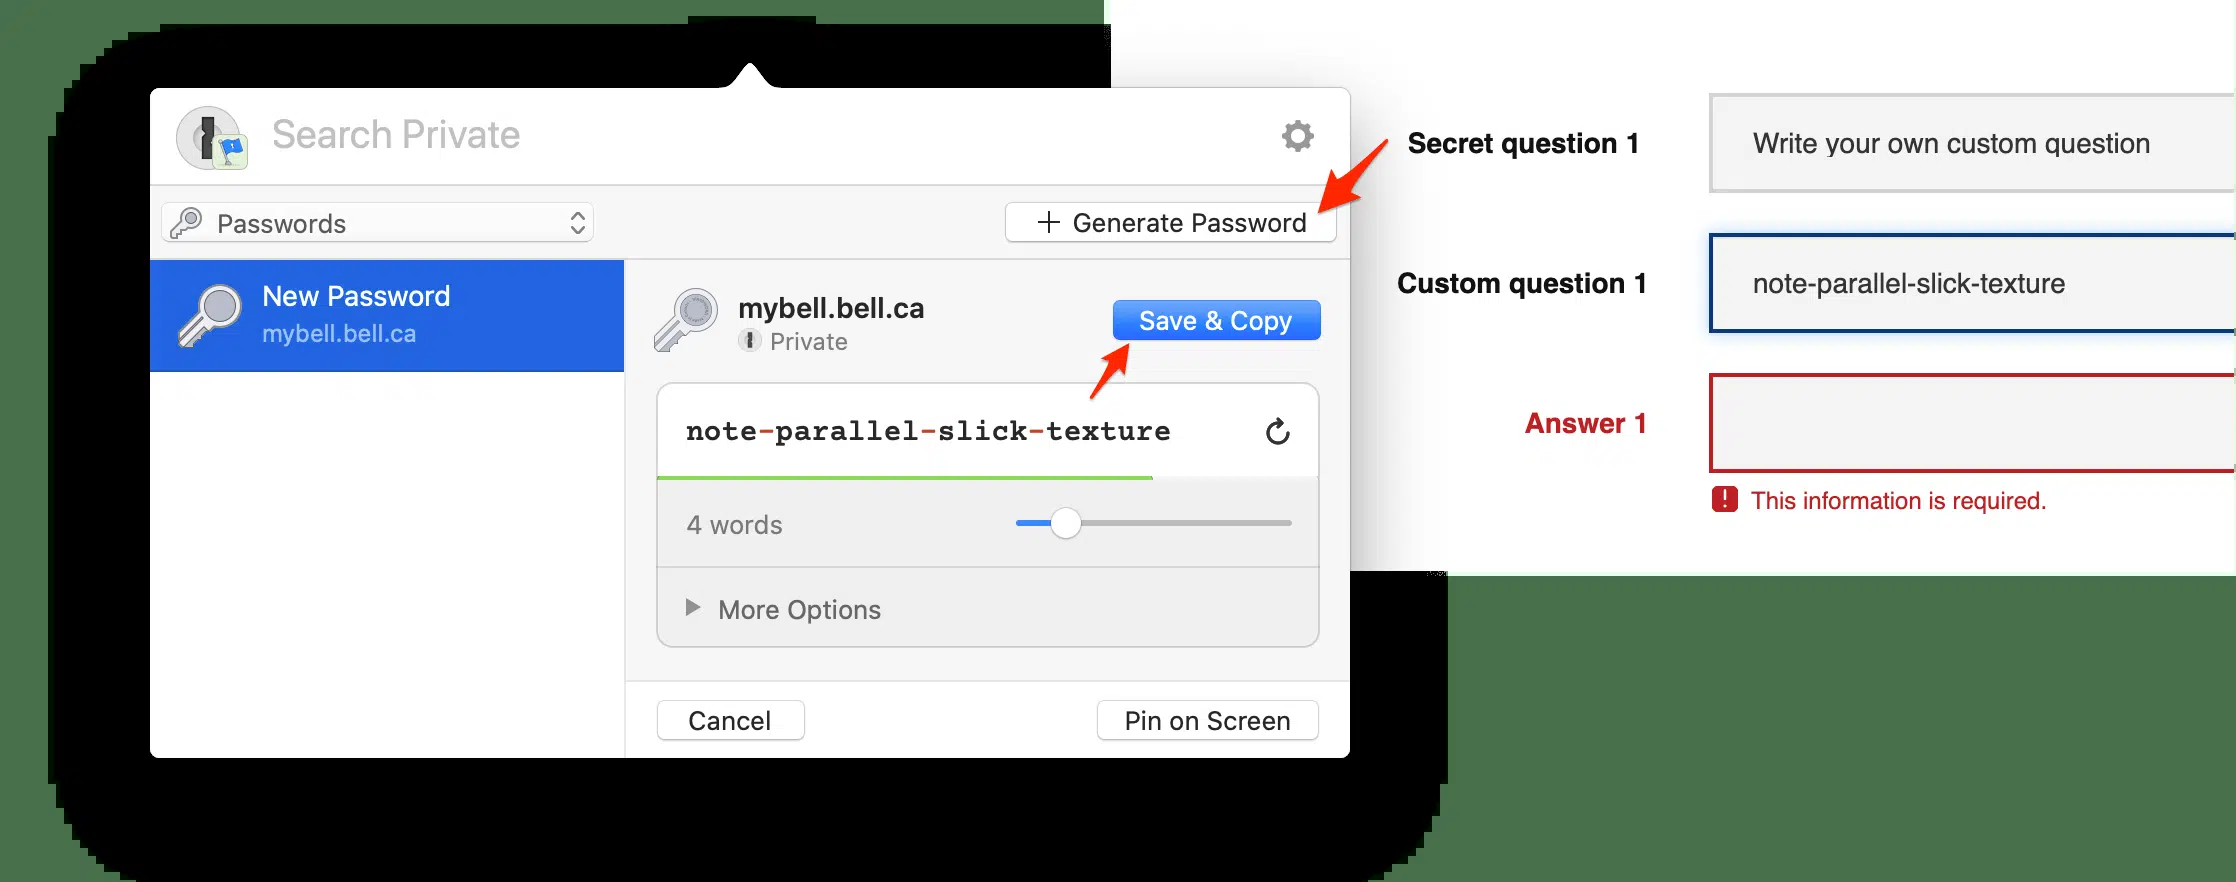 Search Private
Passwords
+ Generate Password
New Password
mybell.bell.ca
mybell.bell.ca
Private
Save & Copy
note-parallel-slick-texture
4 words
More Options
Cancel
Pin on Screen
Secret question 1
Write your own custom question
Custom question 1
note-parallel-slick-texture
Answer 1
! This information is required.